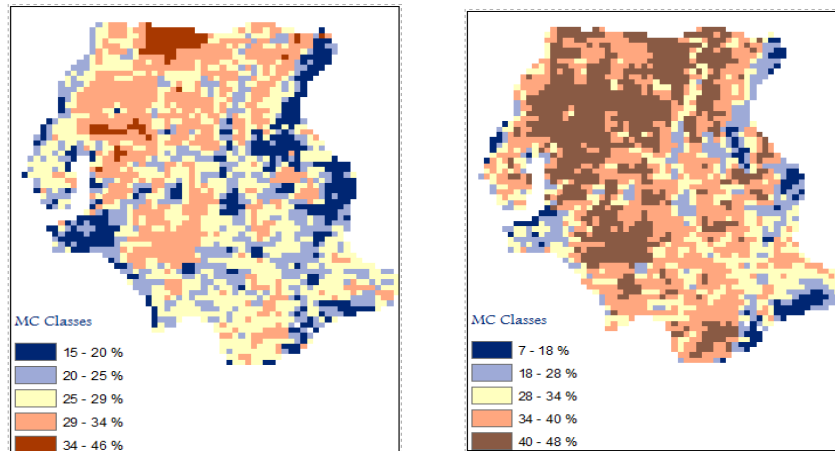 MC Classes
15 - 20 %
20 - 25 %
25 - 29 %
29 - 34 %
34 - 46 %
MC Classes
7 - 18 %
18 - 28 %
28 - 34 %
34 - 40 %
40 - 48 %